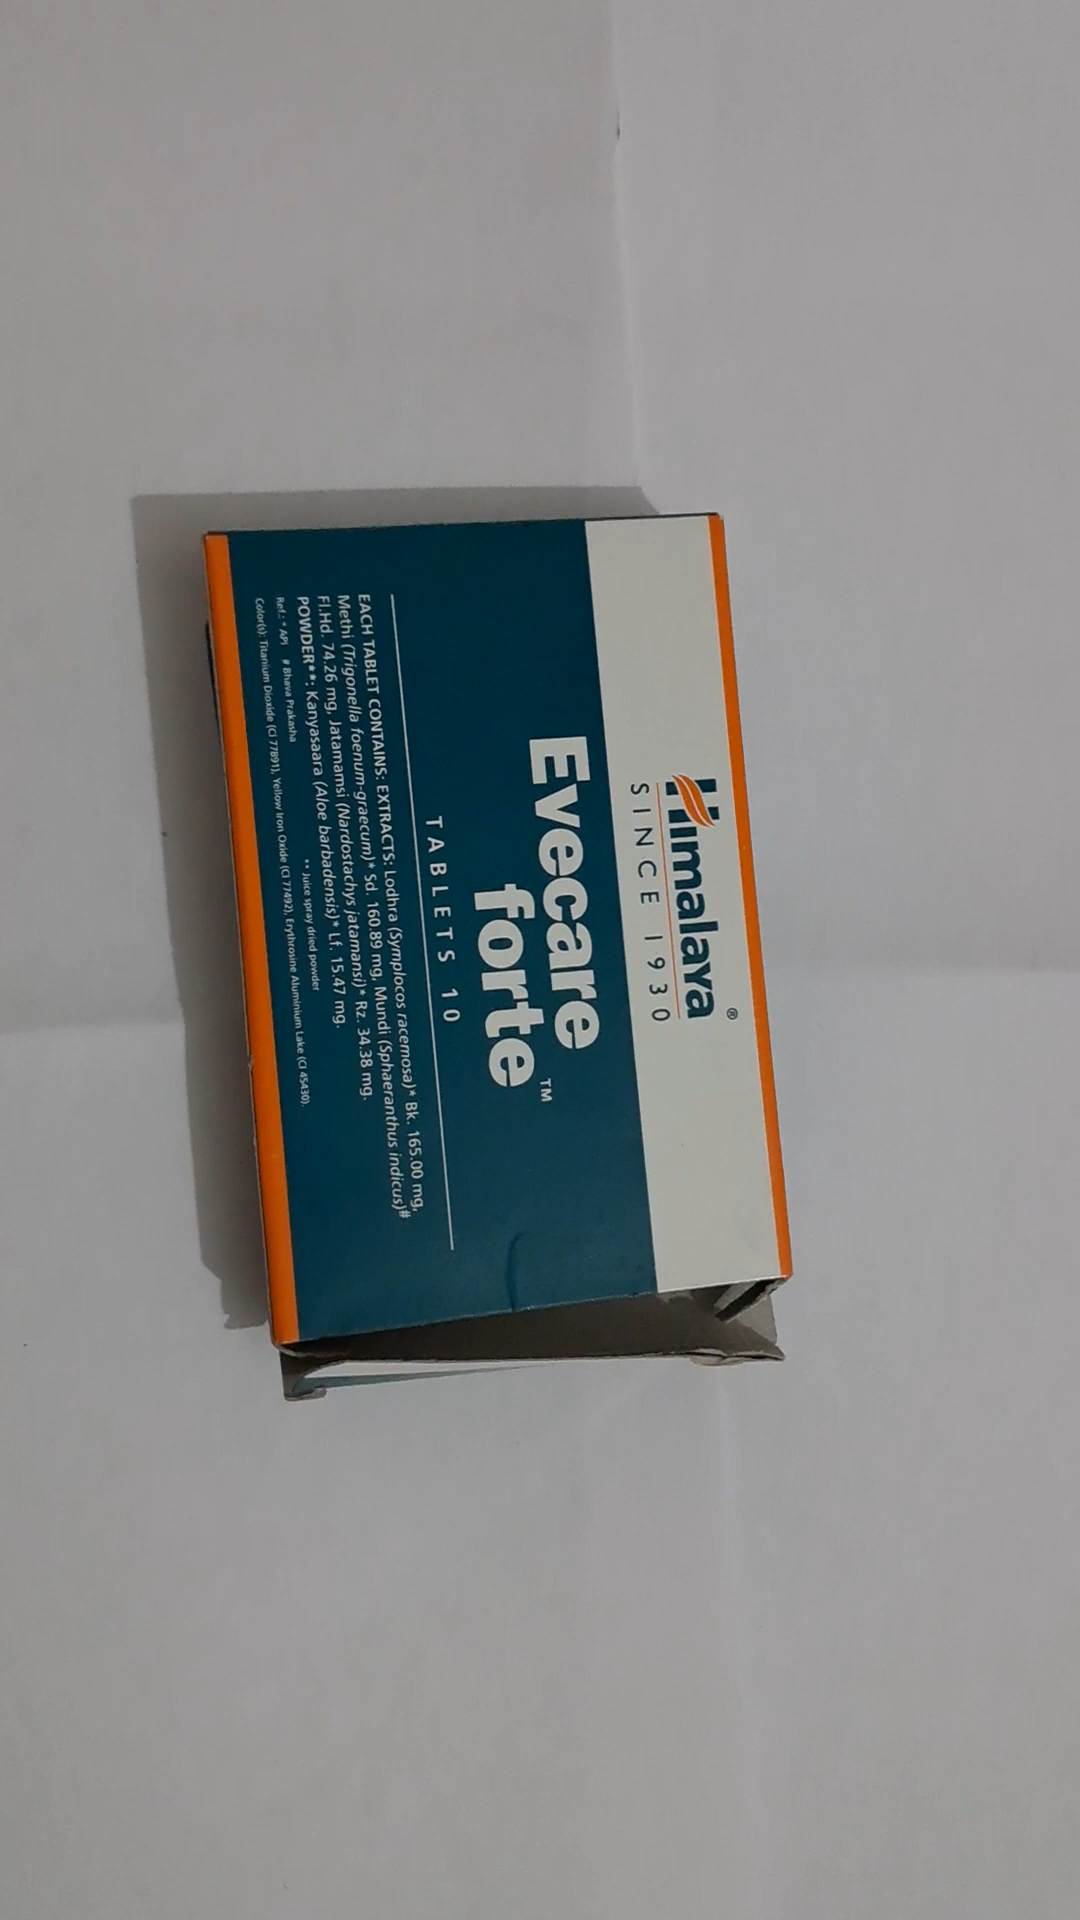 Himalaya®
SINCE 1930
Evecare
forte™
TABLETS 10
EACH TABLET CONTAINS: EXTRACTS: Lodhra (Symplocos racemosa)* Bk. 165.00 mg,
Methi (Trigonella foenum-graecum)* Sd. 160.89 mg, Mundi (Sphaeranthus indicus)#
Fl.Hd. 74.26 mg, Jatamamsi (Nardostachys jatamansi)* Rz. 34.38 mg.
POWDER**: Kanyasaara (Aloe barbadensis)* Lf. 15.47 mg.
Ref.: * API # Bhava Prakasha ** Juice spray dried powder
Color(s): Titanium Dioxide (CI 77891), Yellow Iron Oxide (CI 77492), Erythrosine Aluminium Lake (CI 45430).